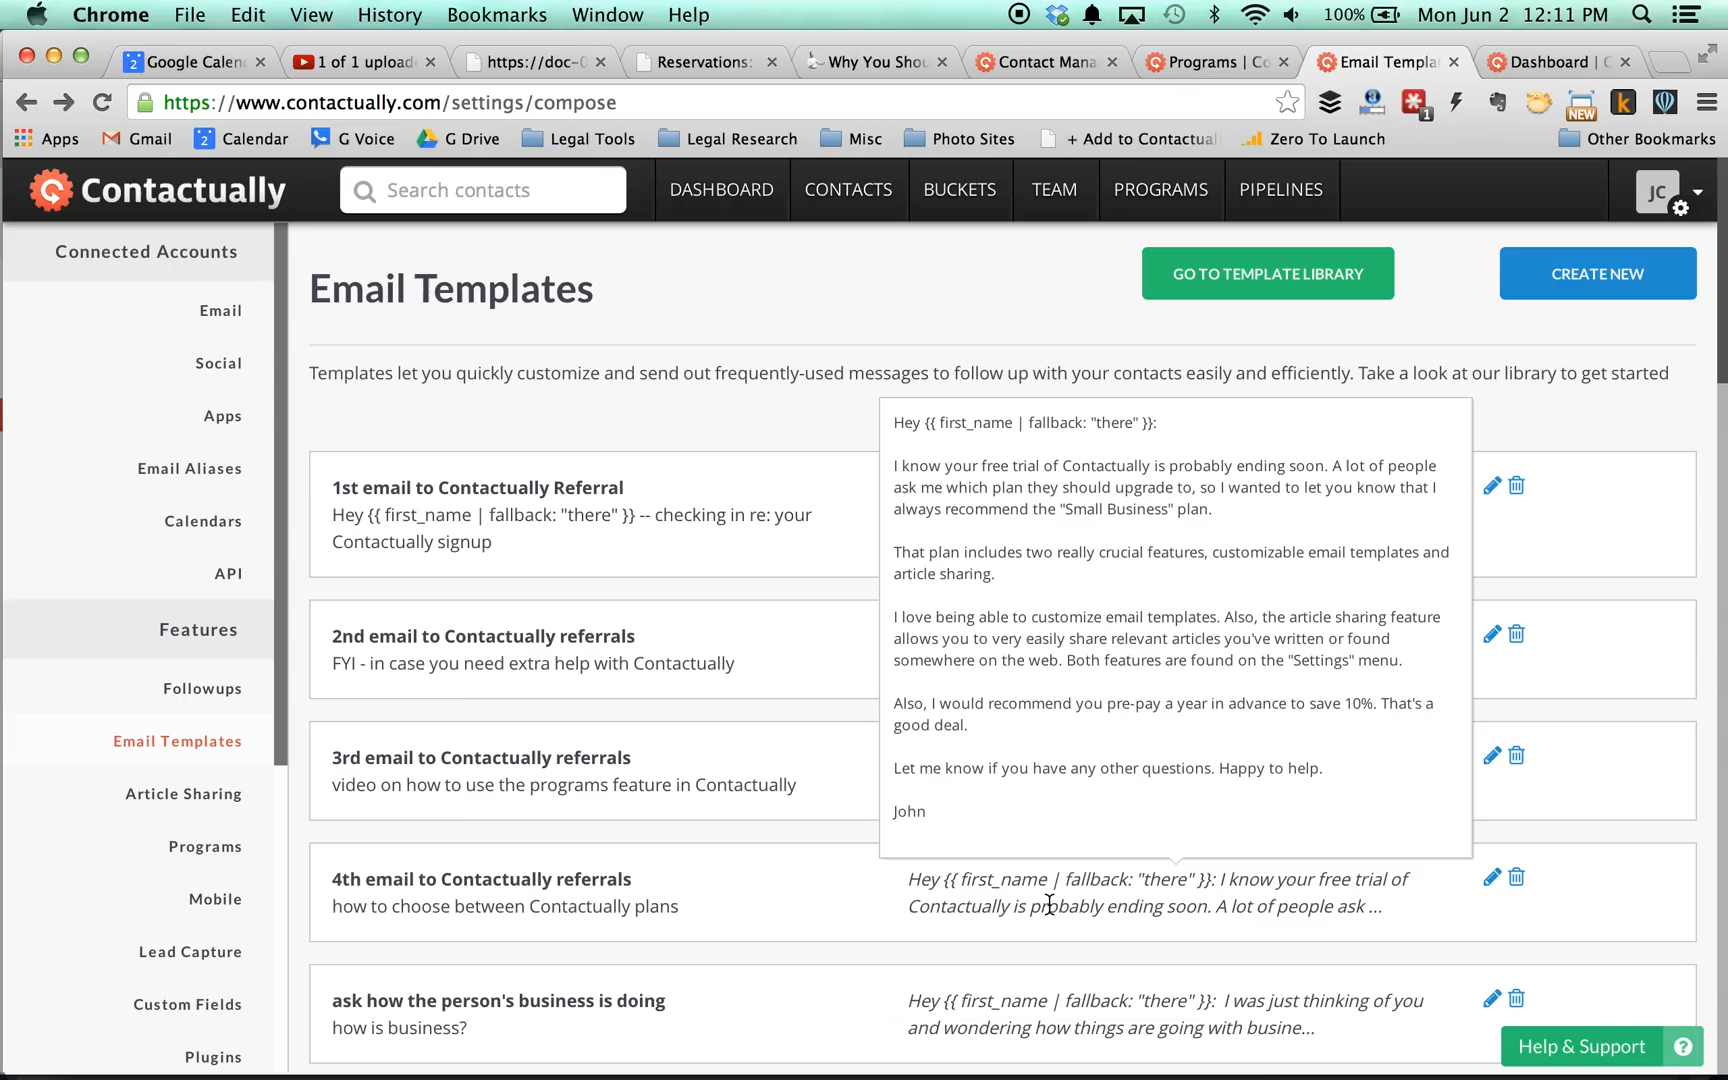 Chrome File Edit View History Bookmarks Window Help 100% Mon Jun 2 12:11 PM
2 Google Calen 1 of 1 upload https://doc-0 Reservations: Why You Shou Contact Mana Programs | Co Email Templa Dashboard | C
https://www.contactually.com/settings/compose 1 NEW k
Apps Gmail 2 Calendar G Voice G Drive Legal Tools Legal Research Misc Photo Sites + Add to Contactual Zero To Launch Other Bookmarks
Contactually Search contacts DASHBOARD CONTACTS BUCKETS TEAM PROGRAMS PIPELINES JC
Connected Accounts
Email
Social
Apps
Email Aliases
Calendars
API
Features
Followups
Email Templates
Article Sharing
Programs
Mobile
Lead Capture
Custom Fields
Plugins
Email Templates
GO TO TEMPLATE LIBRARY
CREATE NEW
Templates let you quickly customize and send out frequently-used messages to follow up with your contacts easily and efficiently. Take a look at our library to get started
1st email to Contactually Referral
Hey {{ first_name | fallback: "there" }} -- checking in re: your
Contactually signup
2nd email to Contactually referrals
FYI - in case you need extra help with Contactually
3rd email to Contactually referrals
video on how to use the programs feature in Contactually
Hey {{ first_name | fallback: "there" }}:
I know your free trial of Contactually is probably ending soon. A lot of people
ask me which plan they should upgrade to, so I wanted to let you know that I
always recommend the "Small Business" plan.
That plan includes two really crucial features, customizable email templates and
article sharing.
I love being able to customize email templates. Also, the article sharing feature
allows you to very easily share relevant articles you've written or found
somewhere on the web. Both features are found on the "Settings" menu.
Also, I would recommend you pre-pay a year in advance to save 10%. That's a
good deal.
Let me know if you have any other questions. Happy to help.
John
4th email to Contactually referrals
how to choose between Contactually plans
Hey {{ first_name | fallback: "there" }}: I know your free trial of
Contactually is probably ending soon. A lot of people ask ...
ask how the person's business is doing
how is business?
Hey {{ first_name | fallback: "there" }}: I was just thinking of you
and wondering how things are going with busine...
Help & Support ?